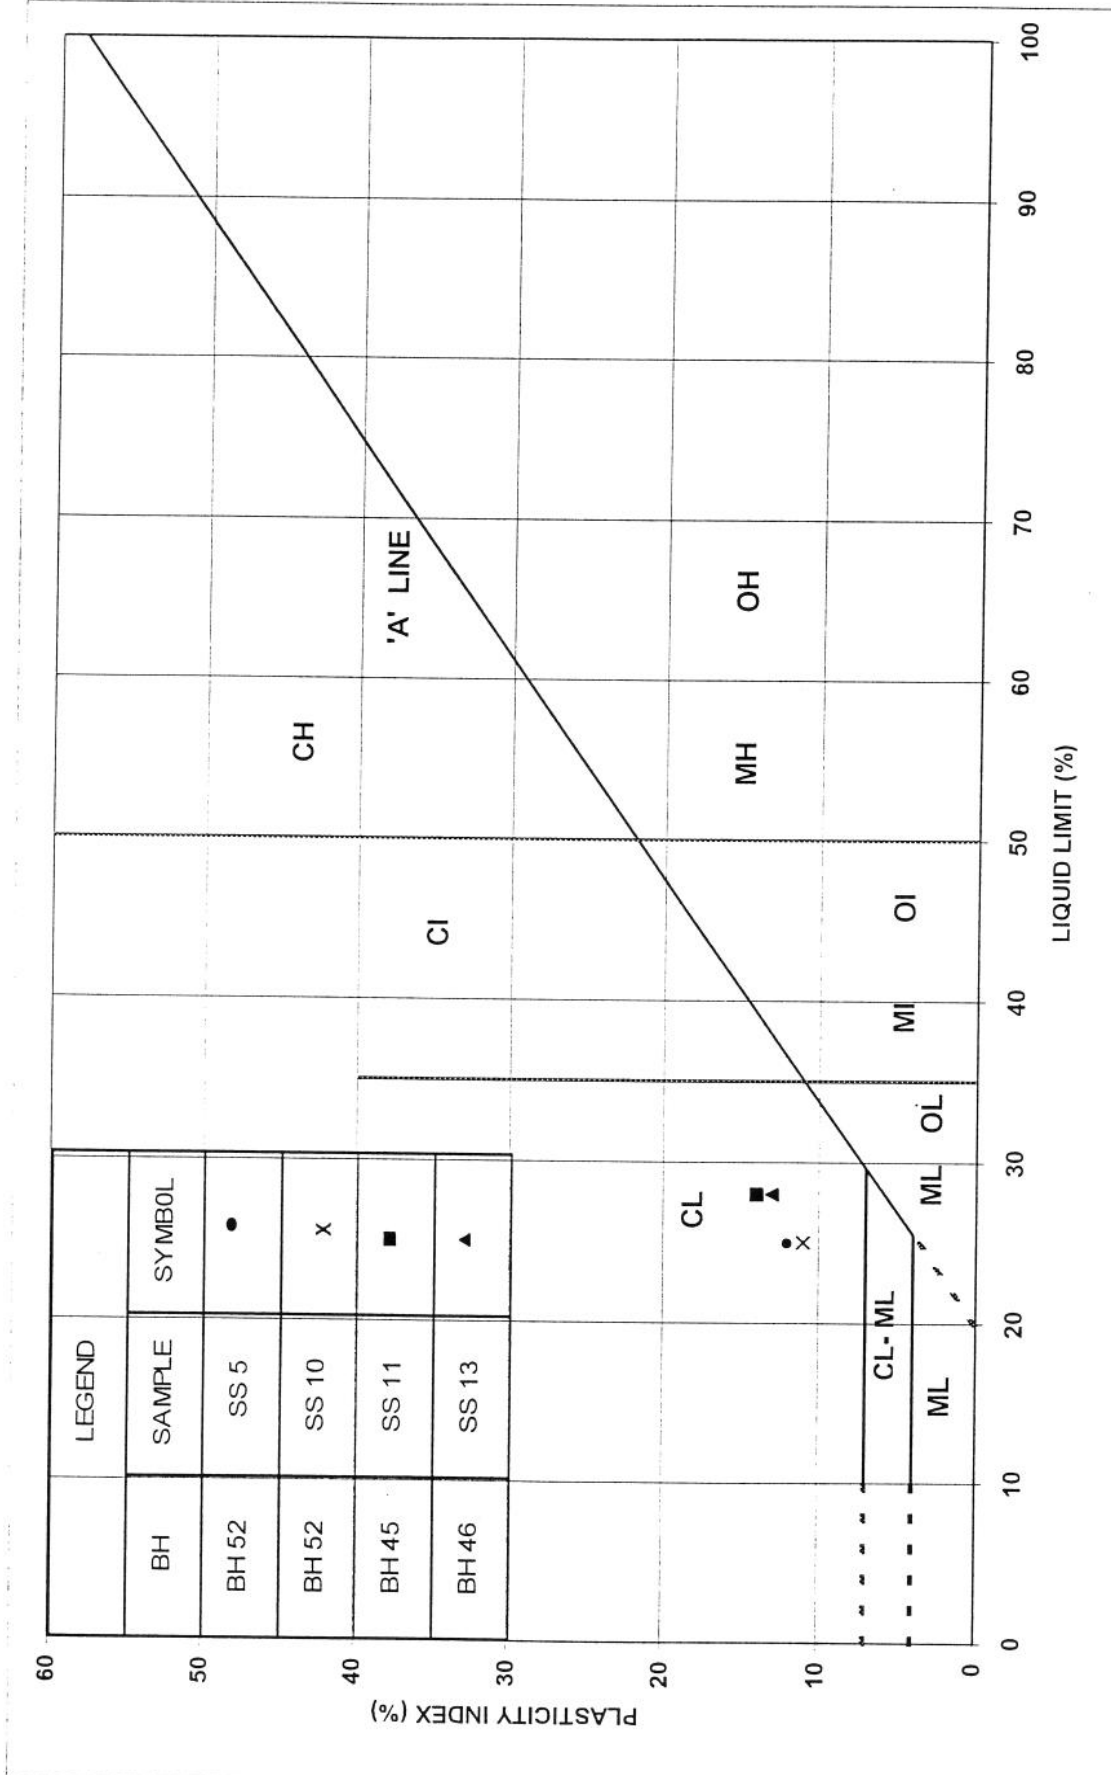 LEGEND
BH SAMPLE SYMBOL
BH 52 SS 5
BH 52 SS 10 X
BH 45 SS 11
BH 46 SS 13
PLASTICITY INDEX (%)
60
50
40
30
20
10
0
CH
'A' LINE
CI
CL
MH
OH
CL- ML
ML
ML
OL
MI
OI
0 10 20 30 40 50 60 70 80 90 100
LIQUID LIMIT (%)